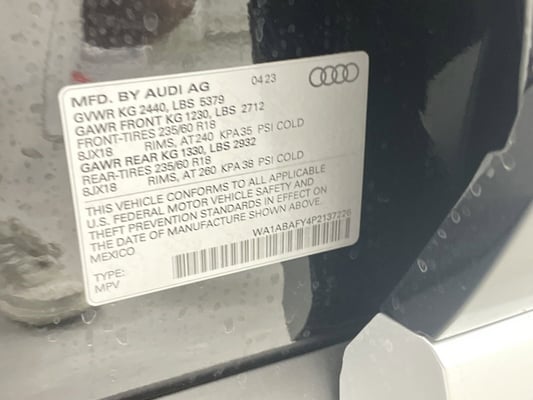 MFD. BY AUDI AG 04 23
GVWR KG 2440, LBS 5379
GAWR FRONT KG 1230, LBS 2712
FRONT-TIRES 235/60 R18
8JX18 RIMS, AT 240 KPA 35 PSI COLD
GAWR REAR KG 1330, LBS 2932
REAR-TIRES 235/60 R18
8JX18 RIMS, AT 260 KPA 38 PSI COLD
THIS VEHICLE CONFORMS TO ALL APPLICABLE
U.S. FEDERAL MOTOR VEHICLE SAFETY AND
THEFT PREVENTION STANDARDS IN EFFECT ON
THE DATE OF MANUFACTURE SHOWN ABOVE.
MEXICO WA1ABAFY4P2137226
TYPE:
MPV